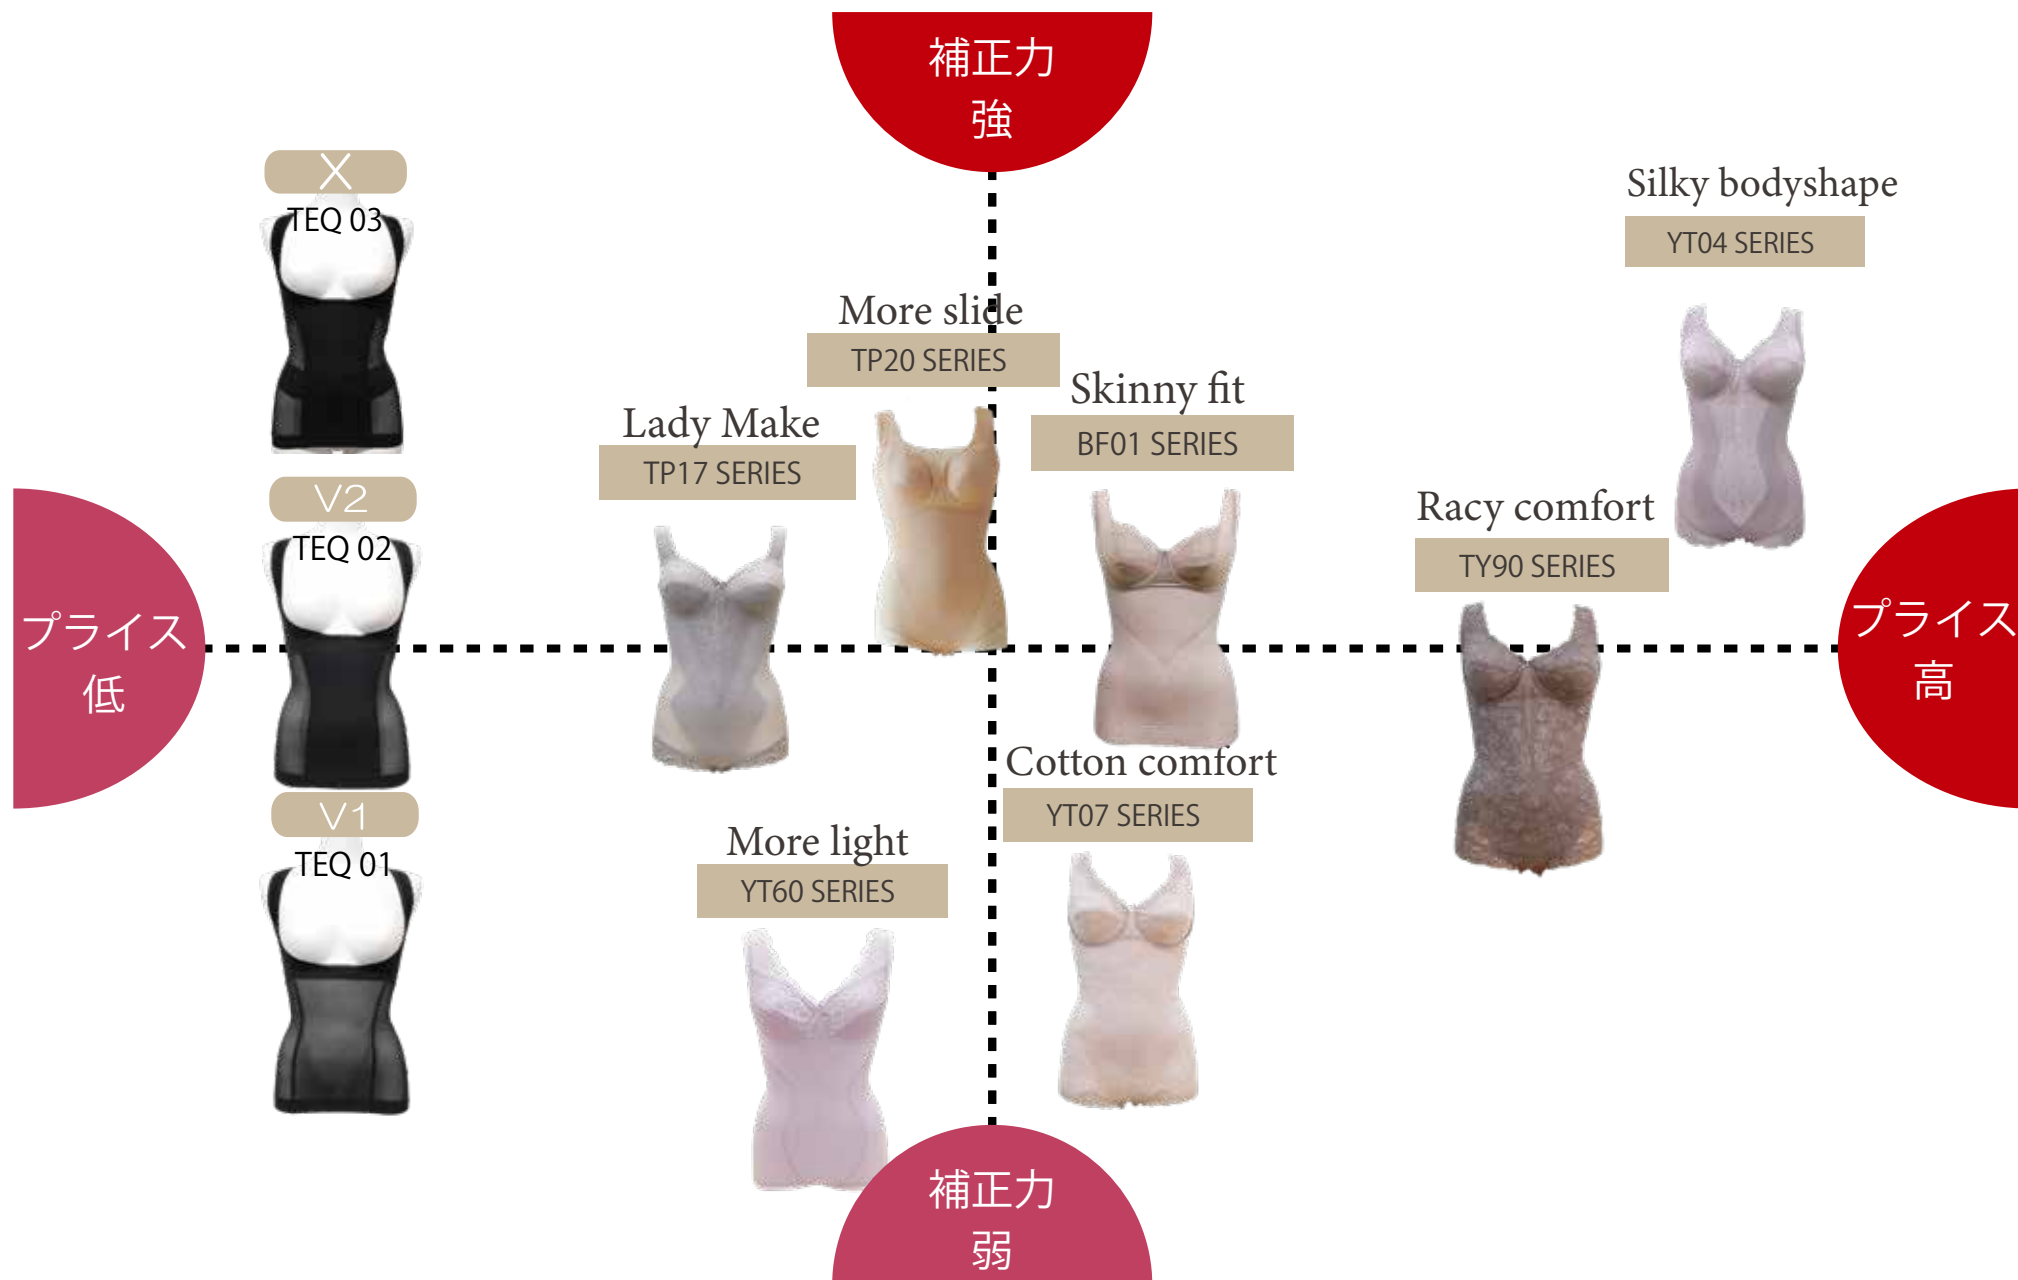 補正力
強
X
TEQ 03
Silky bodyshape
YT04 SERIES
More slide
TP20 SERIES
Skinny fit
BF01 SERIES
Lady Make
TP17 SERIES
V2
TEQ 02
Racy comfort
TY90 SERIES
プライス
低
プライス
高
Cotton comfort
YT07 SERIES
V1
TEQ 01
More light
YT60 SERIES
補正力
弱